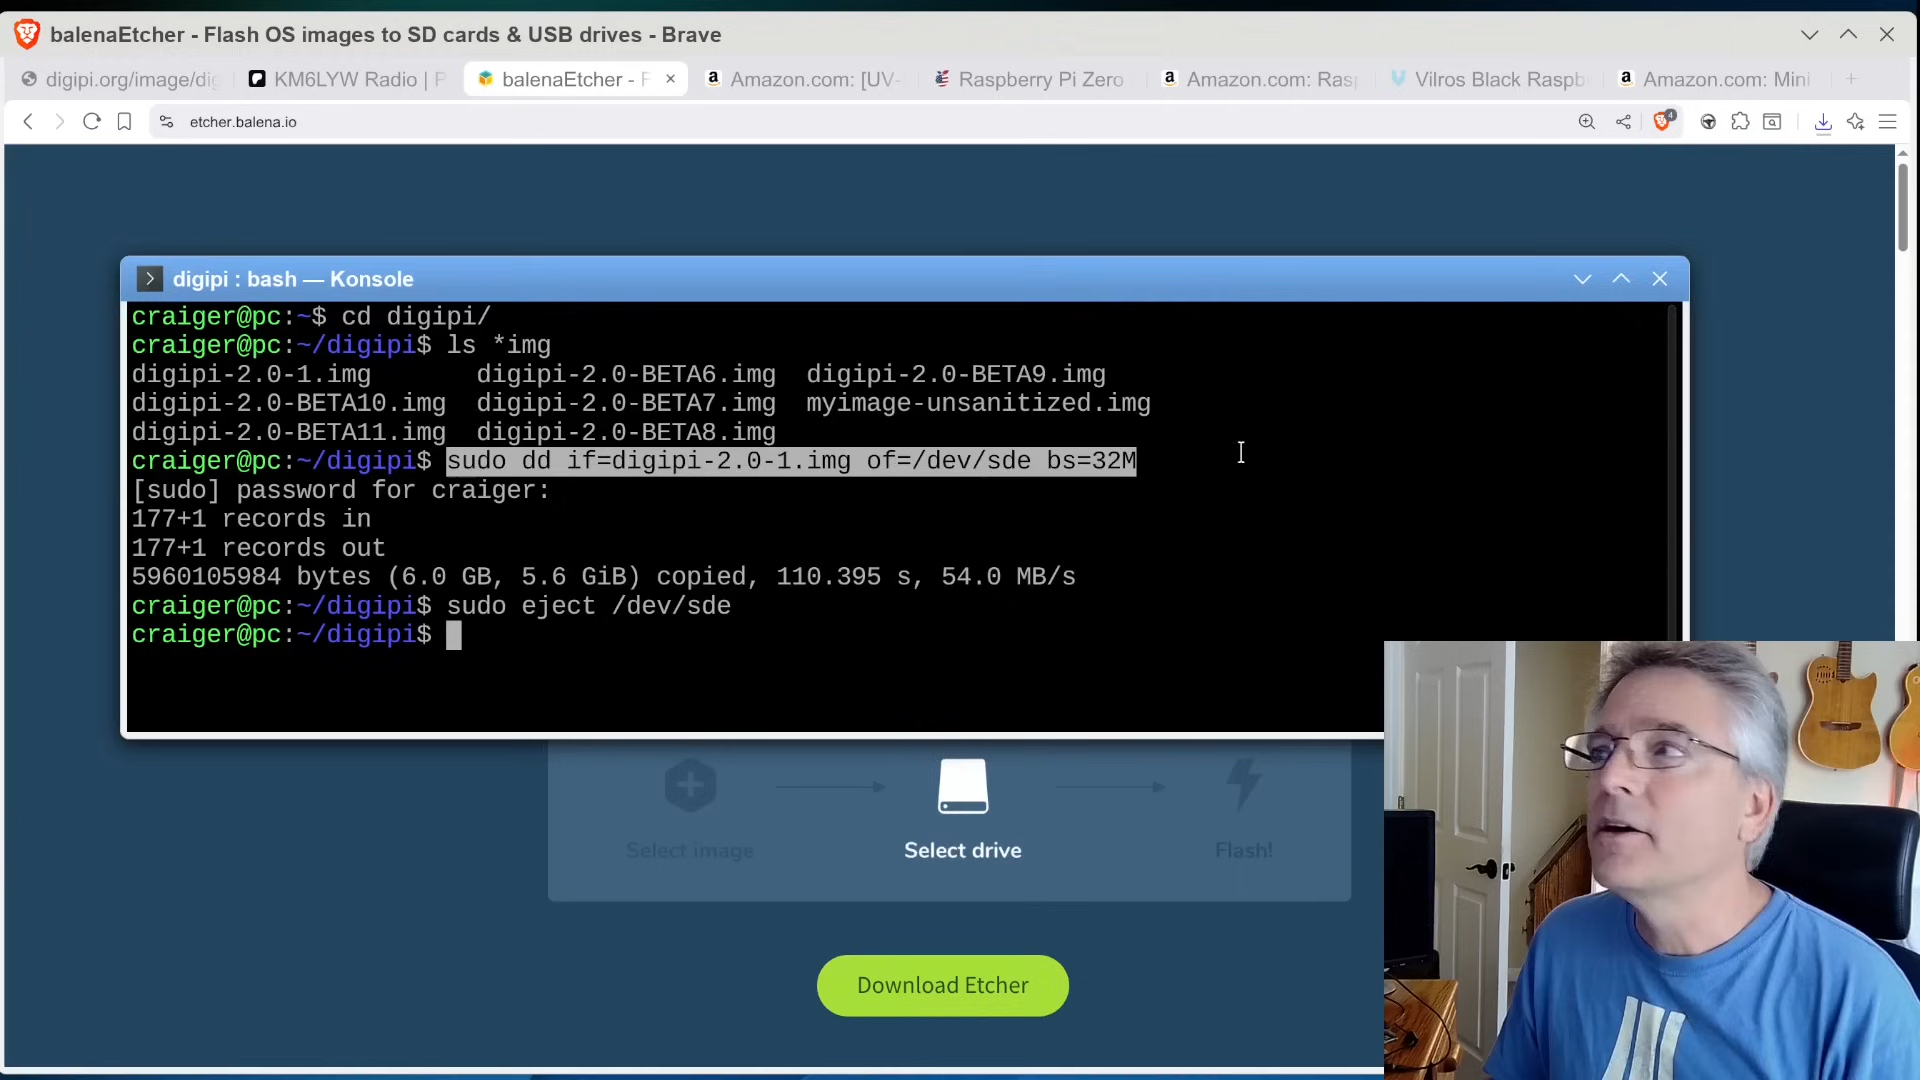 balenaEtcher - Flash OS images to SD cards & USB drives - Brave
digipi.org/image/dig
KM6LYW Radio | P
balenaEtcher - F
Amazon.com: [UV-
Raspberry Pi Zero
Amazon.com: Rasp
Vilros Black Raspb
Amazon.com: Mini
etcher.balena.io
4
digipi : bash — Konsole
craiger@pc:~$ cd digipi/
craiger@pc:~/digipi$ ls *img
digipi-2.0-1.img digipi-2.0-BETA6.img digipi-2.0-BETA9.img
digipi-2.0-BETA10.img digipi-2.0-BETA7.img myimage-unsanitized.img
digipi-2.0-BETA11.img digipi-2.0-BETA8.img
craiger@pc:~/digipi$ sudo dd if=digipi-2.0-1.img of=/dev/sde bs=32M
[sudo] password for craiger:
177+1 records in
177+1 records out
5960105984 bytes (6.0 GB, 5.6 GiB) copied, 110.395 s, 54.0 MB/s
craiger@pc:~/digipi$ sudo eject /dev/sde
craiger@pc:~/digipi$
Select image
Select drive
Flash!
Download Etcher